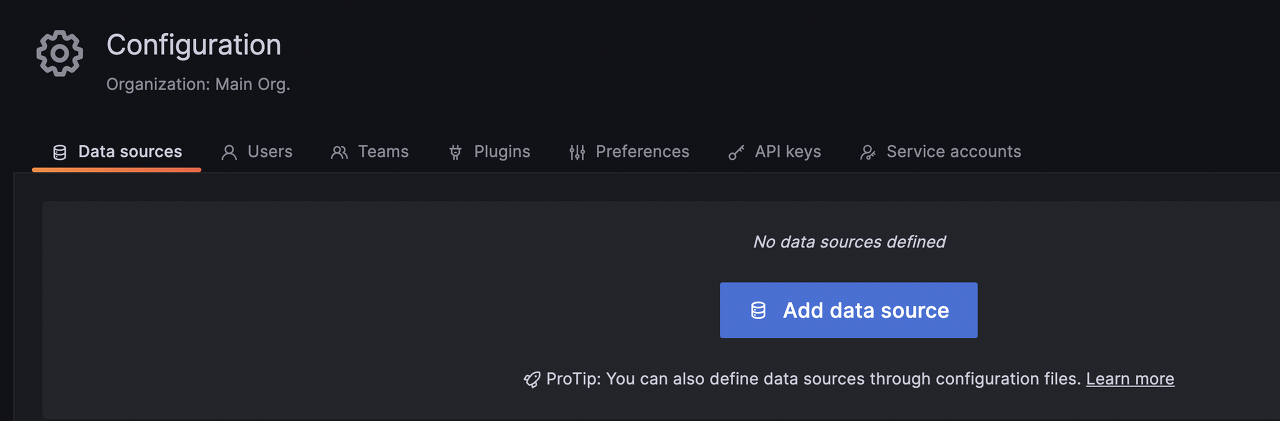 Configuration
Organization: Main Org.
Data sources Users Teams Plugins Preferences API keys Service accounts
No data sources defined
Add data source
ProTip: You can also define data sources through configuration files. Learn more